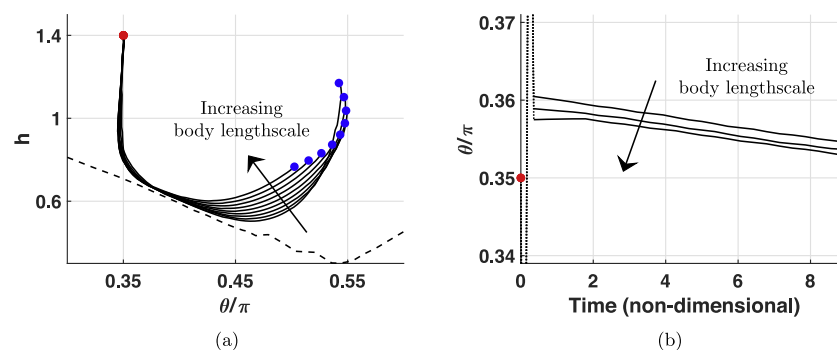 1.4
1
0.6
h
Increasing
body lengthscale
0.35
0.45
0.55
θ/π
(a)
0.37
0.36
0.35
0.34
θ/π
Increasing
body lengthscale
0
2
4
6
8
Time (non-dimensional)
(b)